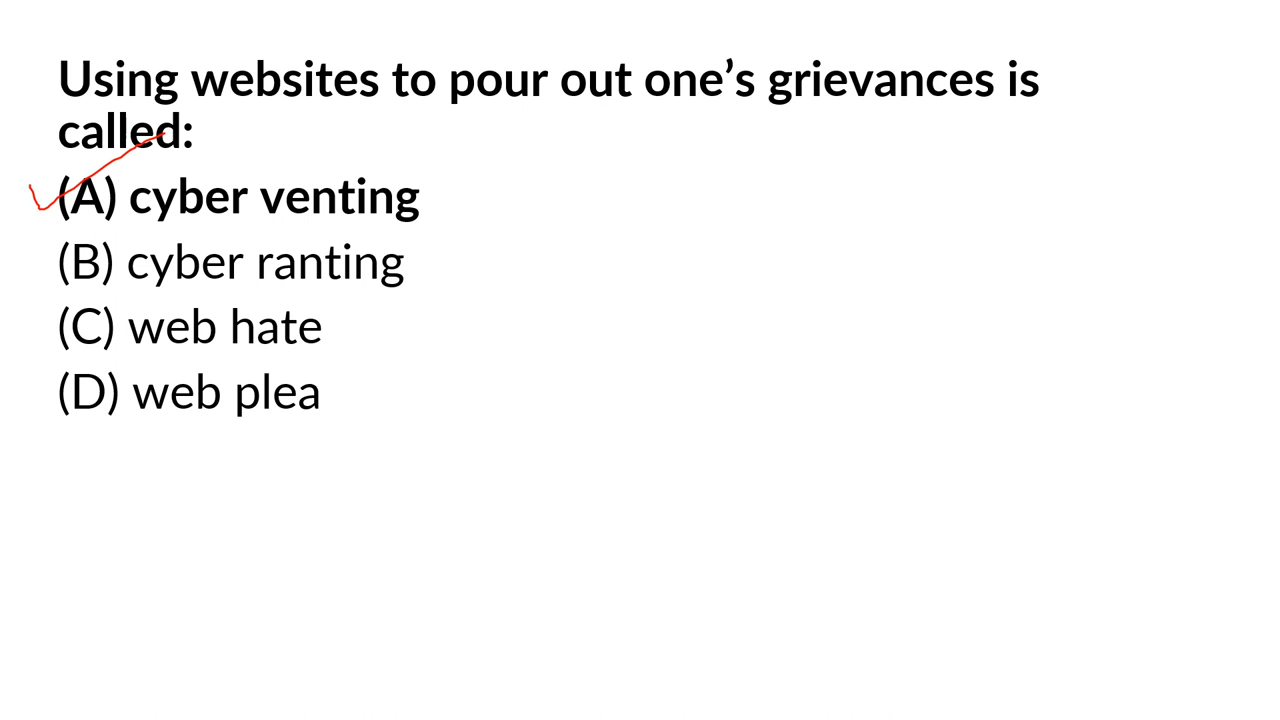 Using websites to pour out one’s grievances is
called:
(A) cyber venting
(B) cyber ranting
(C) web hate
(D) web plea